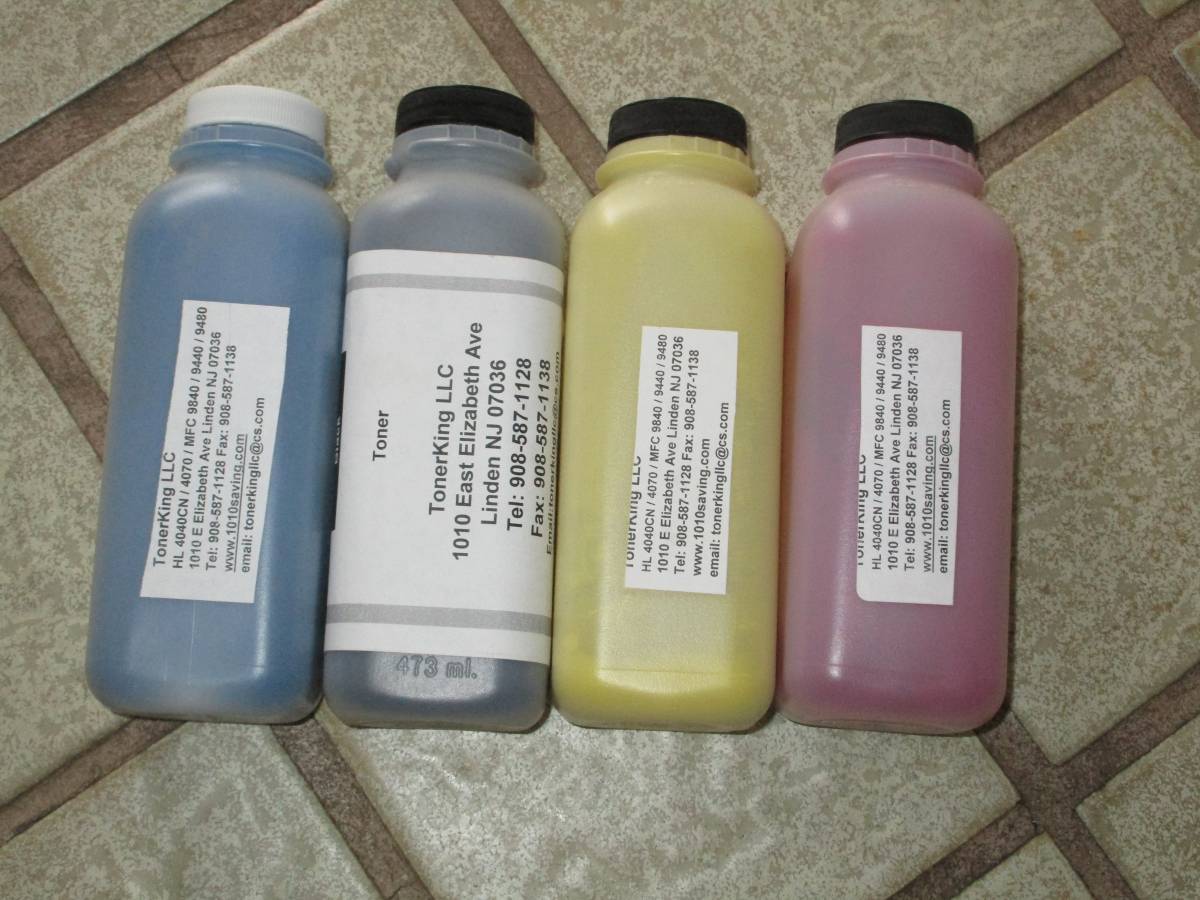 TonerKing LLC
HL 4040CN / 4070 / MFC 9840 / 9440 / 9480
1010 E Elizabeth Ave Linden NJ 07036
Tel: 908-587-1128 Fax: 908-587-1138
www.1010saving.com
email: tonerkingllc@cs.com
Toner
TonerKing LLC
1010 East Elizabeth Ave
Linden NJ 07036
Tel: 908-587-1128
Fax: 908-587-1138
Email:tonerkingllc@cs.com
473 ml.
TonerKing LLC
HL 4040CN / 4070 / MFC 9840 / 9440 / 9480
1010 E Elizabeth Ave Linden NJ 07036
Tel: 908-587-1128 Fax: 908-587-1138
www.1010saving.com
email: tonerkingllc@cs.com
TonerKing LLC
HL 4040CN / 4070 / MFC 9840 / 9440 / 9480
1010 E Elizabeth Ave Linden NJ 07036
Tel: 908-587-1128 Fax: 908-587-1138
www.1010saving.com
email: tonerkingllc@cs.com